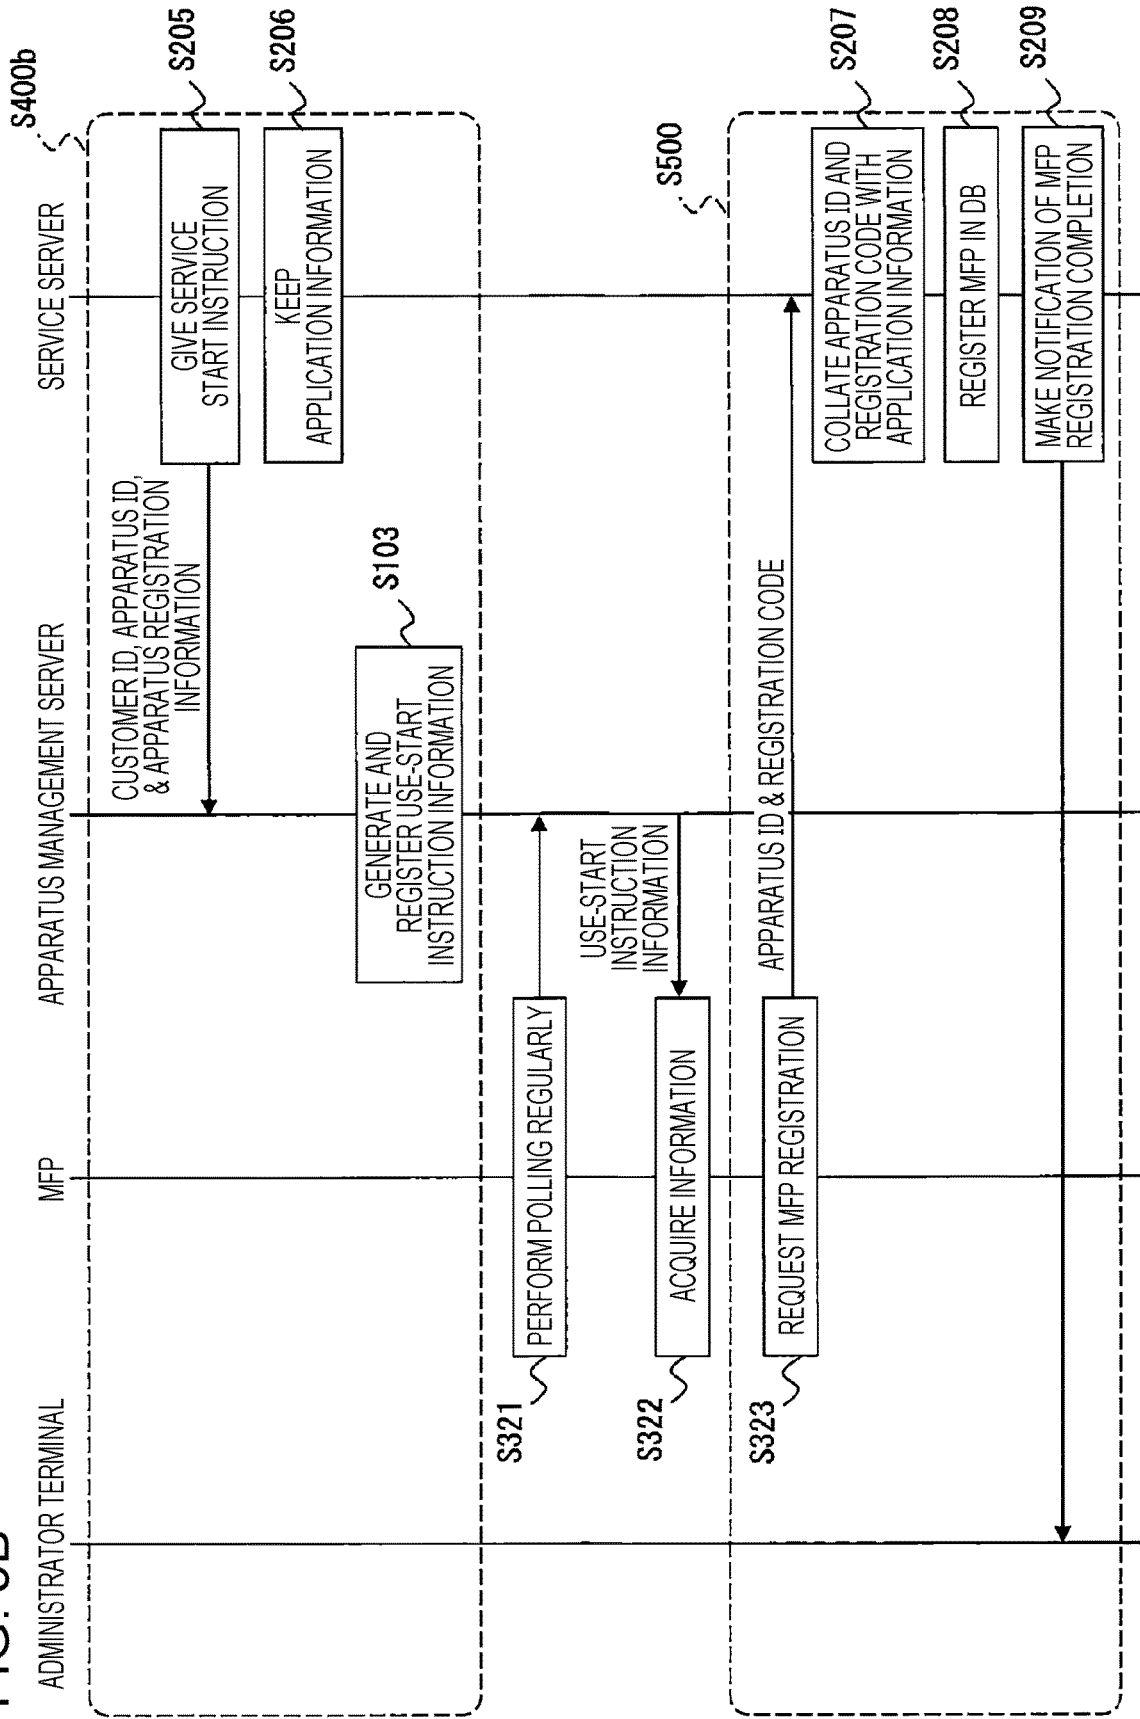 FIG.
ADMINISTRATOR TERMINAL
MFP
APPARATUS MANAGEMENT SERVER
SERVICE SERVER
S400b
CUSTOMER ID, APPARATUS ID,
& APPARATUS REGISTRATION
INFORMATION
GIVE SERVICE
START INSTRUCTION
S205
KEEP
APPLICATION INFORMATION
S206
GENERATE AND
REGISTER USE-START
INSTRUCTION INFORMATION
S103
S321
PERFORM POLLING REGULARLY
USE-START
INSTRUCTION
INFORMATION
S322
ACQUIRE INFORMATION
S500
S323
REQUEST MFP REGISTRATION
APPARATUS ID & REGISTRATION CODE
COLLATE APPARATUS ID AND
REGISTRATION CODE WITH
APPLICATION INFORMATION
S207
REGISTER MFP IN DB
S208
MAKE NOTIFICATION OF MFP
REGISTRATION COMPLETION
S209